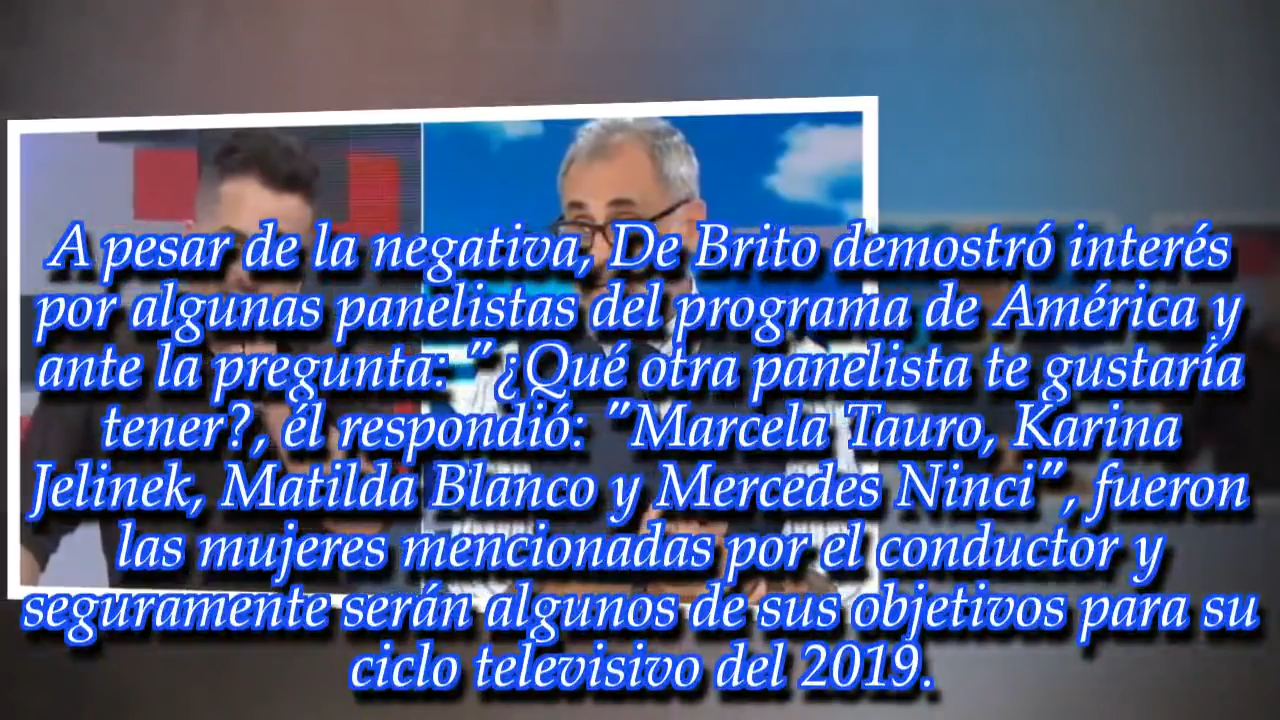 A pesar de la negativa, De Brito demostró interés
por algunas panelistas del programa de América y
ante la pregunta: "¿Qué otra panelista te gustaría
tener?, él respondió: "Marcela Tauro, Karina
Jelinek, Matilda Blanco y Mercedes Ninci", fueron
las mujeres mencionadas por el conductor y
seguramente serán algunos de sus objetivos para su
ciclo televisivo del 2019.